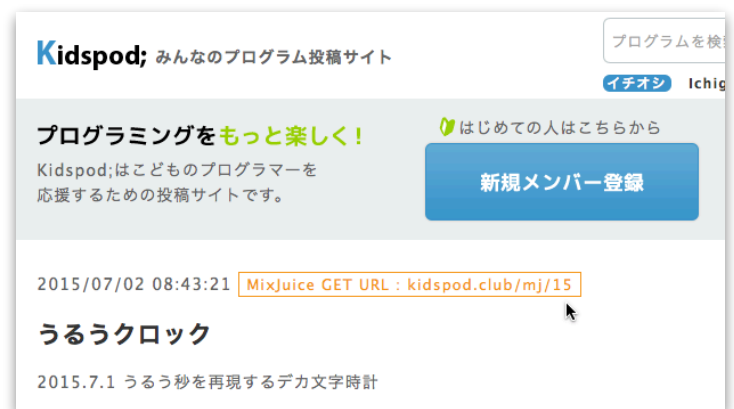 Kidspod; みんなのプログラム投稿サイト
プログラムを検
イチオシ Ichig
プログラミングをもっと楽しく!
はじめての人はこちらから
Kidspod;はこどものプログラマーを
応援するための投稿サイトです。
新規メンバー登録
2015/07/02 08:43:21 MixJuice GET URL : kidspod.club/mj/15
うるうクロック
2015.7.1 うるう秒を再現するデカ文字時計